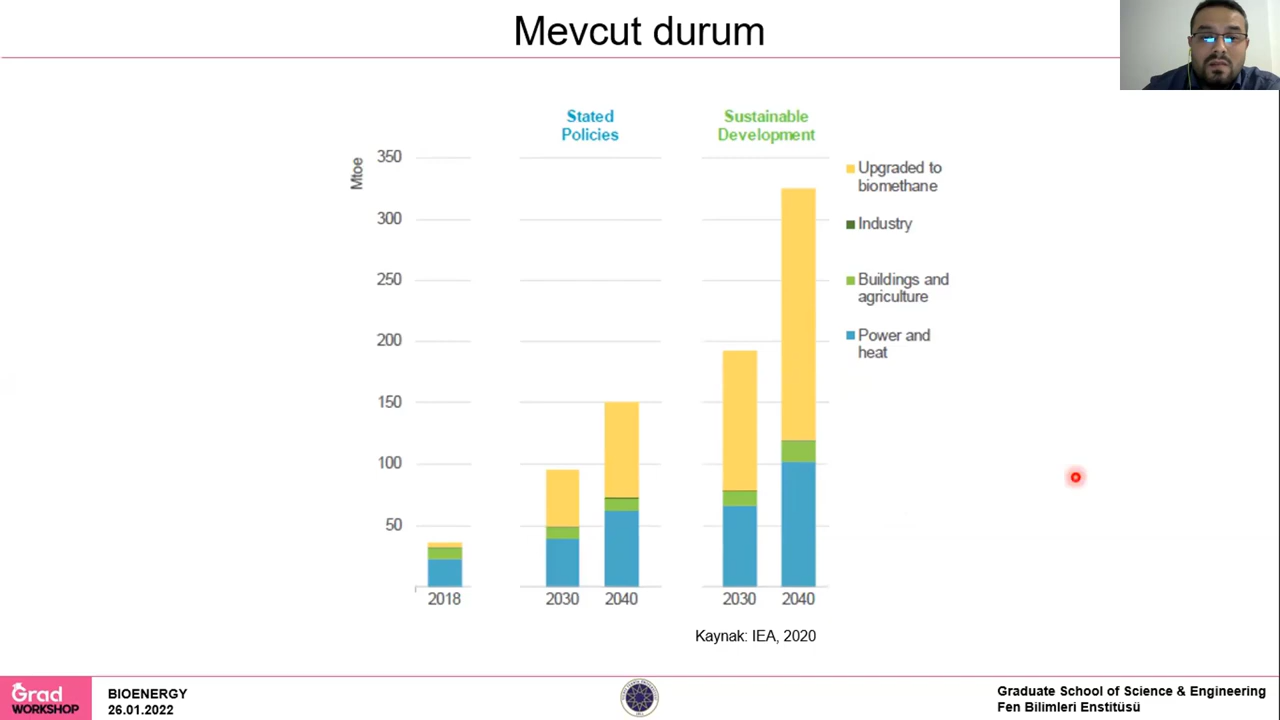 Mevcut durum
Stated
Policies
Sustainable
Development
Mtoe
350
300
250
200
150
100
50
2018
2030
2040
2030
2040
Upgraded to
biomethane
Industry
Buildings and
agriculture
Power and
heat
Kaynak: IEA, 2020
Grad
WORKSHOP
BIOENERGY
26.01.2022
Graduate School of Science & Engineering
Fen Bilimleri Enstitüsü